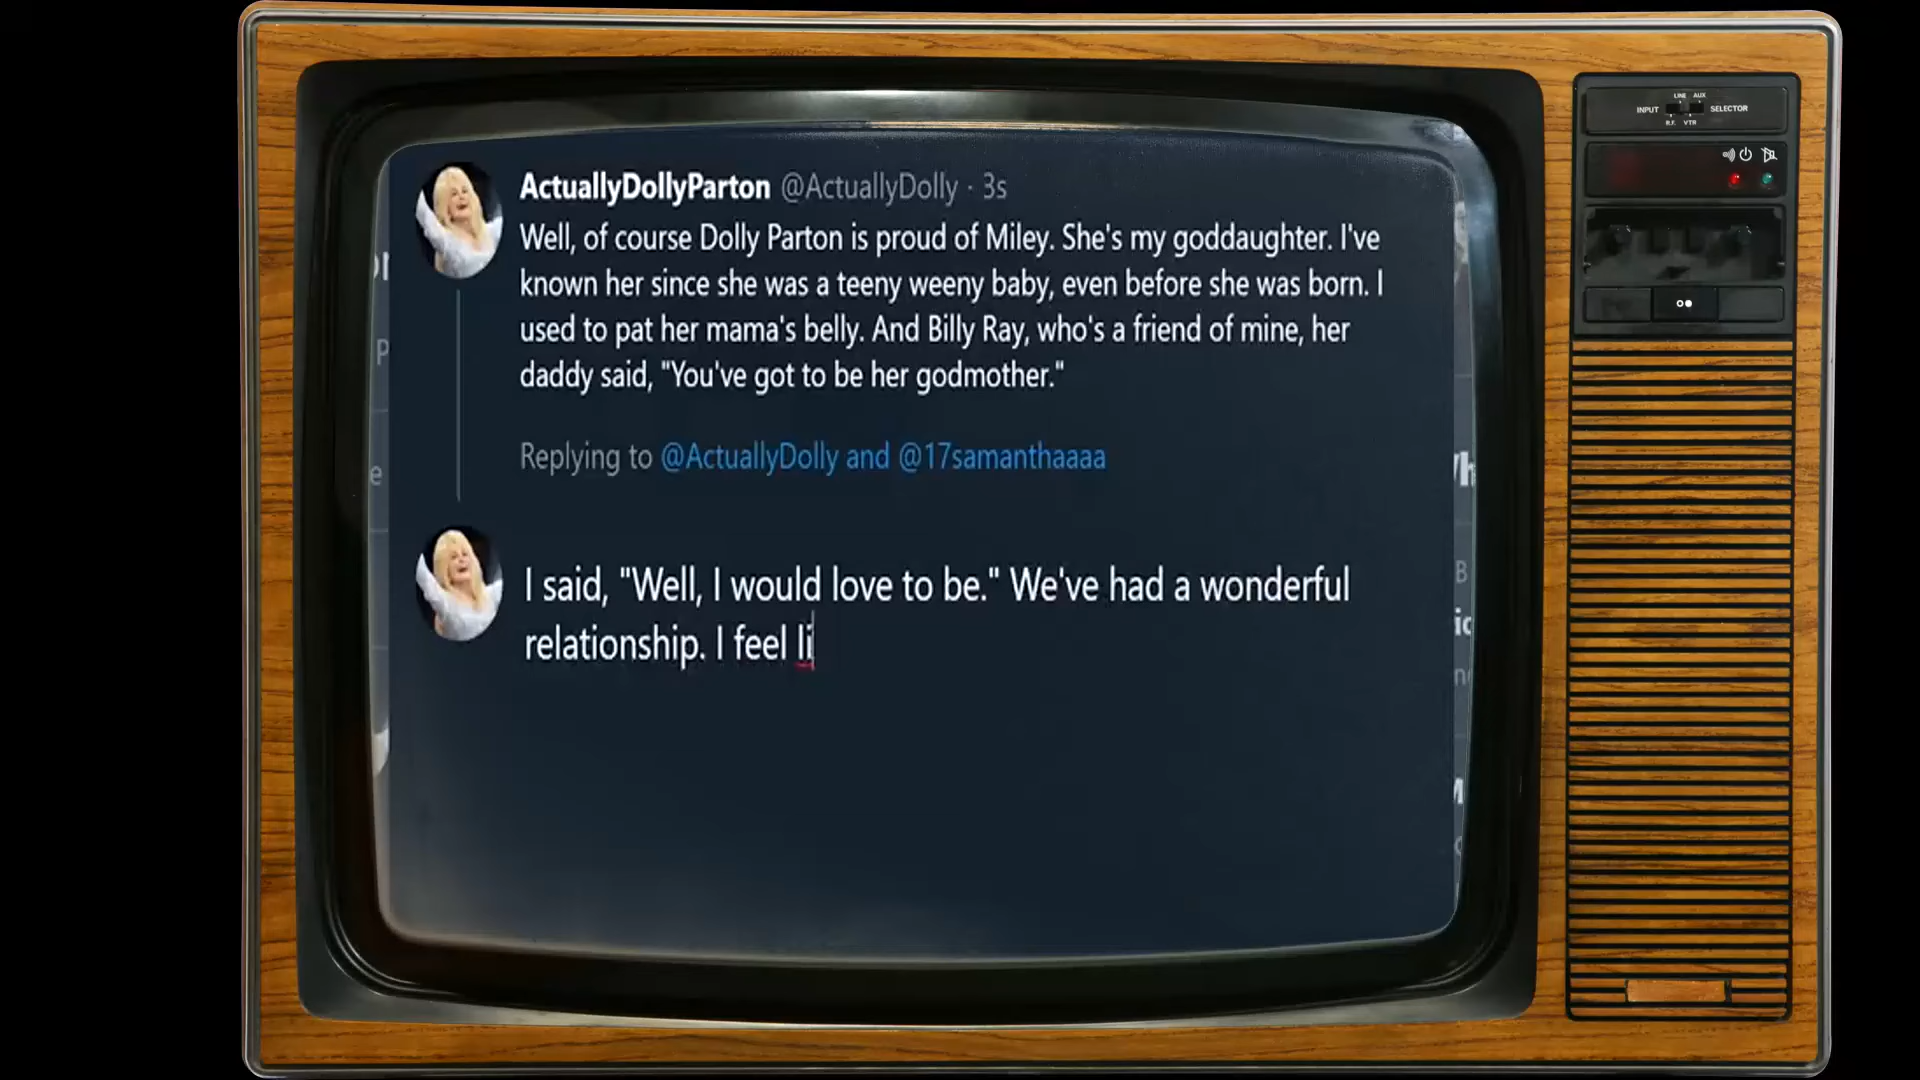 LINE AUX
INPUT SELECTOR
R.F. VTR
ActuallyDollyParton @ActuallyDolly · 3s
Well, of course Dolly Parton is proud of Miley. She's my goddaughter. I've
known her since she was a teeny weeny baby, even before she was born. I
used to pat her mama's belly. And Billy Ray, who's a friend of mine, her
daddy said, "You've got to be her godmother."
Replying to @ActuallyDolly and @17samanthaaaa
I said, "Well, I would love to be." We've had a wonderful
relationship. I feel li